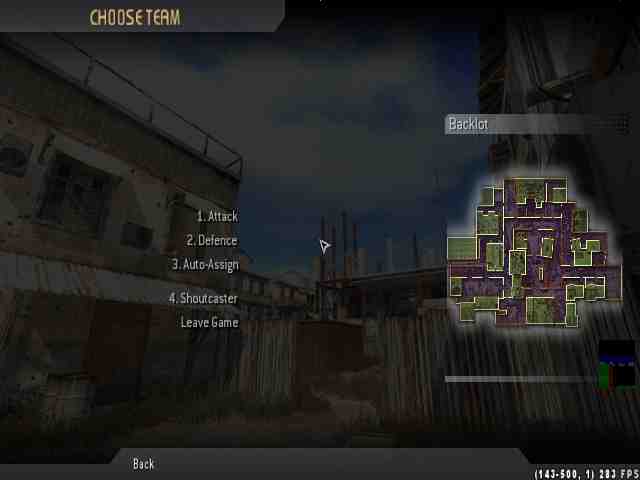 CHOOSE TEAM
Backlot
1. Attack
2. Defence
3. Auto-Assign
4. Shoutcaster
Leave Game
Back
(143-500, 1) 283 FPS